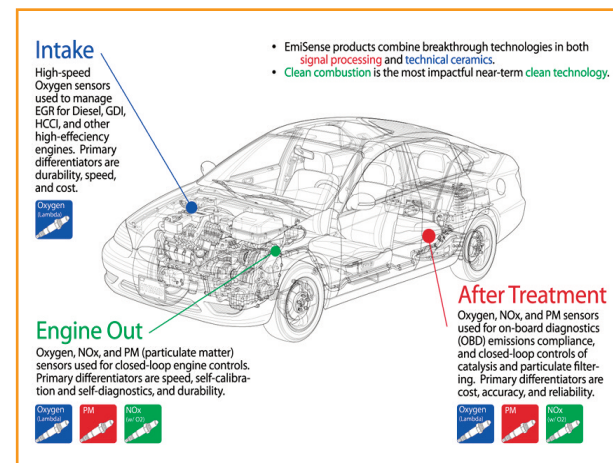 Intake
High-speed
Oxygen sensors
used to manage
EGR for Diesel, GDI,
HCCI, and other
high-effeciency
engines. Primary
differentiators are
durability, speed,
and cost.
Oxygen
(Lambda)
• EmiSense products combine breakthrough technologies in both
signal processing and technical ceramics.
• Clean combustion is the most impactful near-term clean technology.
Engine Out
Oxygen, NOx, and PM (particulate matter)
sensors used for closed-loop engine controls.
Primary differentiators are speed, self-calibra-
tion and self-diagnostics, and durability.
Oxygen
(Lambda)
PM
NOx
(w/ O2)
After Treatment
Oxygen, NOx, and PM sensors
used for on-board diagnostics
(OBD) emissions compliance,
and closed-loop controls of
catalysis and particulate filter-
ing. Primary differentiators are
cost, accuracy, and reliability.
Oxygen
(Lambda)
PM
NOx
(w/ O2)